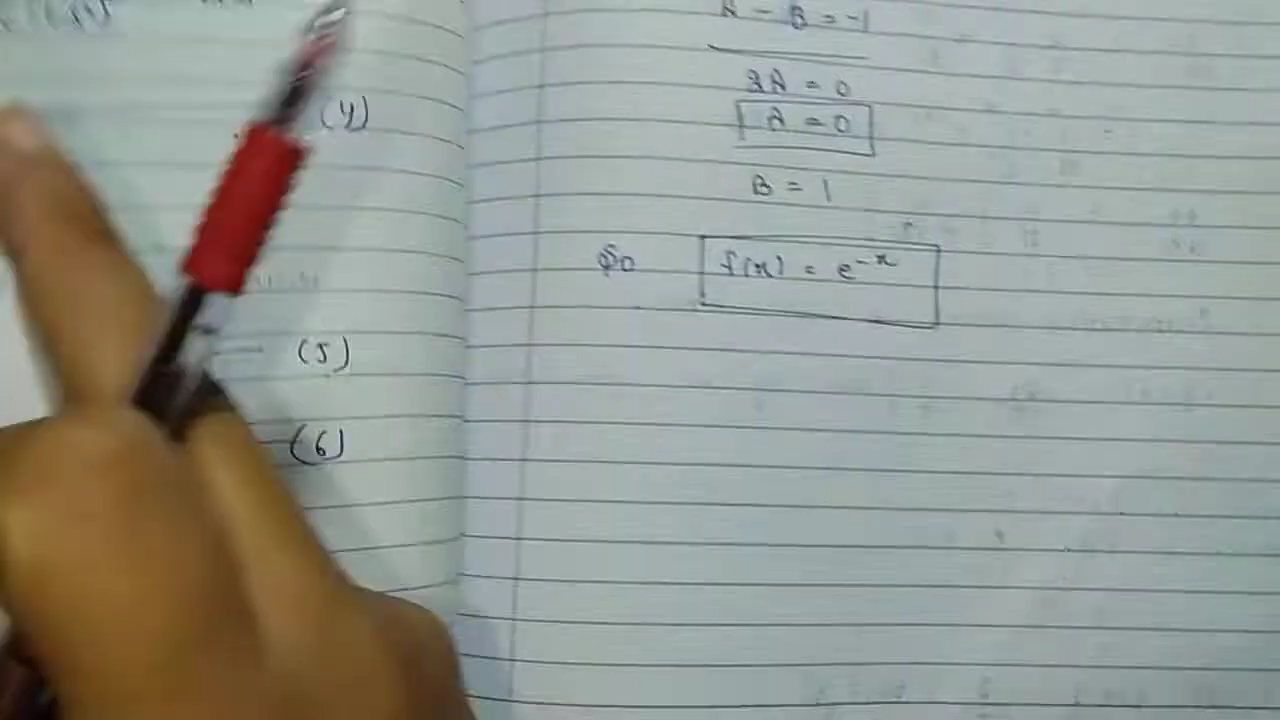 (4)
(5)
(6)
A - B = -1
2A = 0
A = 0
B = 1
So f(x) = e^{-x}